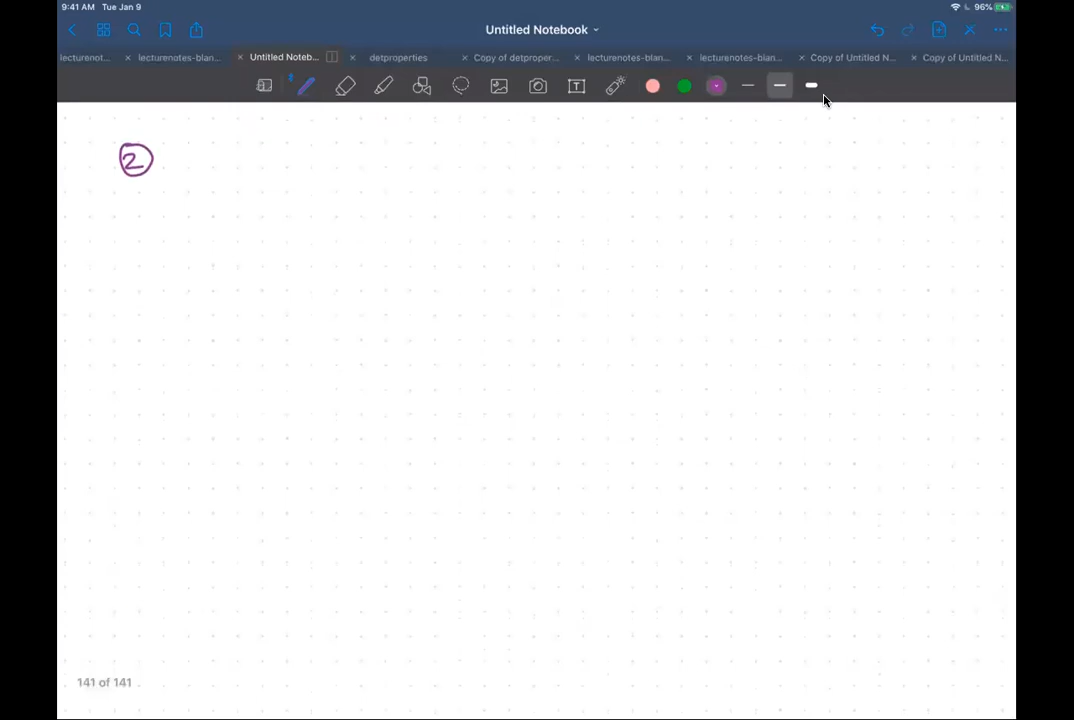 9:41 AM Tue Jan 9
96%
Untitled Notebook
lecturenot...
lecturenotes-blan...
Untitled Noteb...
detproperties
Copy of detproper...
lecturenotes-blan...
lecturenotes-blan...
Copy of Untitled N...
Copy of Untitled N...
T
2
141 of 141